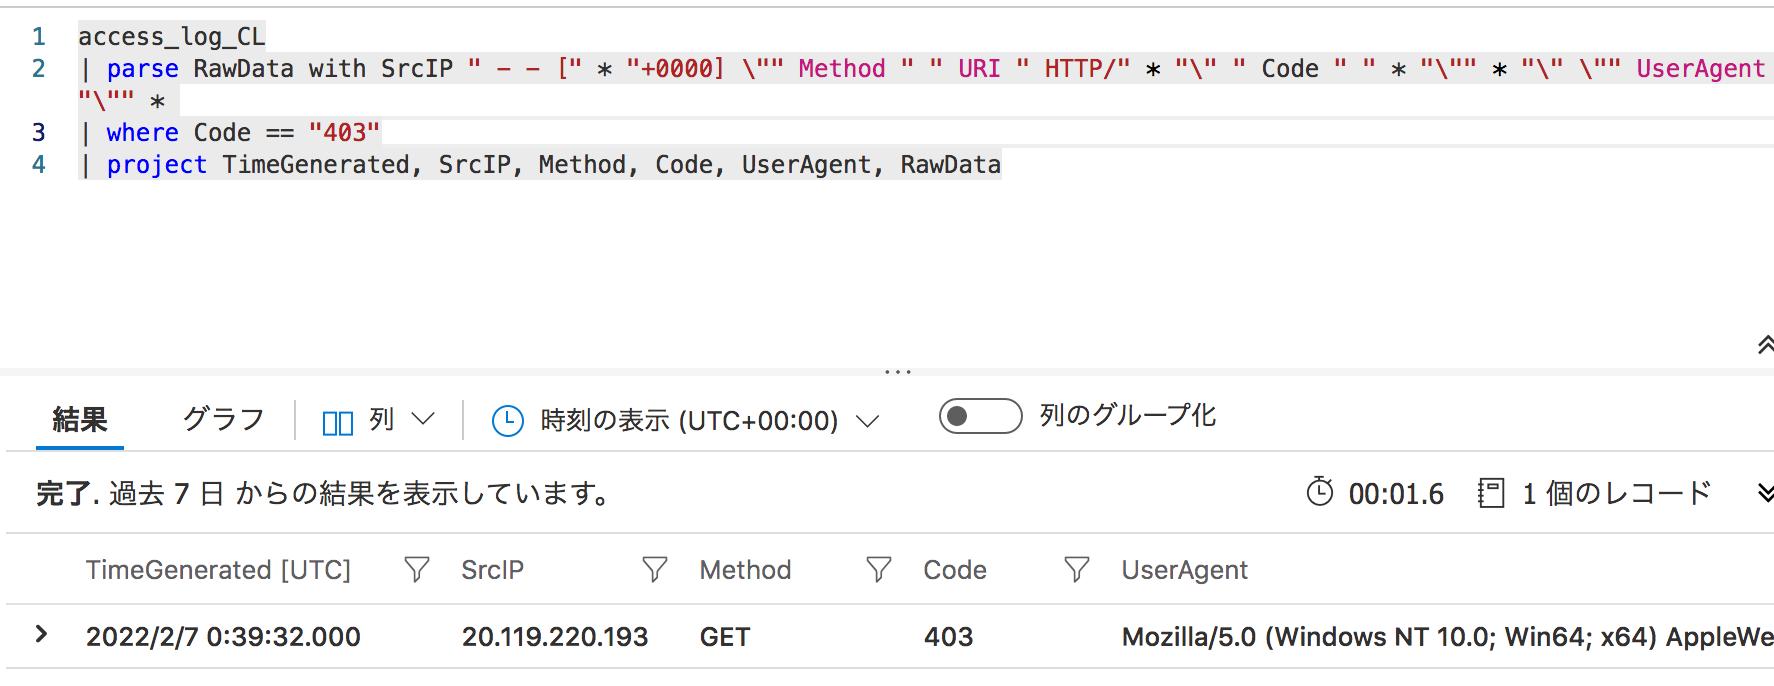 1 access_log_CL
2 | parse RawData with SrcIP " - - [" * "+0000] \"" Method " " URI " HTTP/" * "\" " Code " " * "\"" * "\" \"" UserAgent
"\"" *
3 | where Code == "403"
4 | project TimeGenerated, SrcIP, Method, Code, UserAgent, RawData
結果 グラフ 列 時刻の表示 (UTC+00:00) 列のグループ化
完了. 過去 7 日 からの結果を表示しています。 00:01.6 1 個のレコード
TimeGenerated [UTC] SrcIP Method Code UserAgent
2022/2/7 0:39:32.000 20.119.220.193 GET 403 Mozilla/5.0 (Windows NT 10.0; Win64; x64) AppleWe